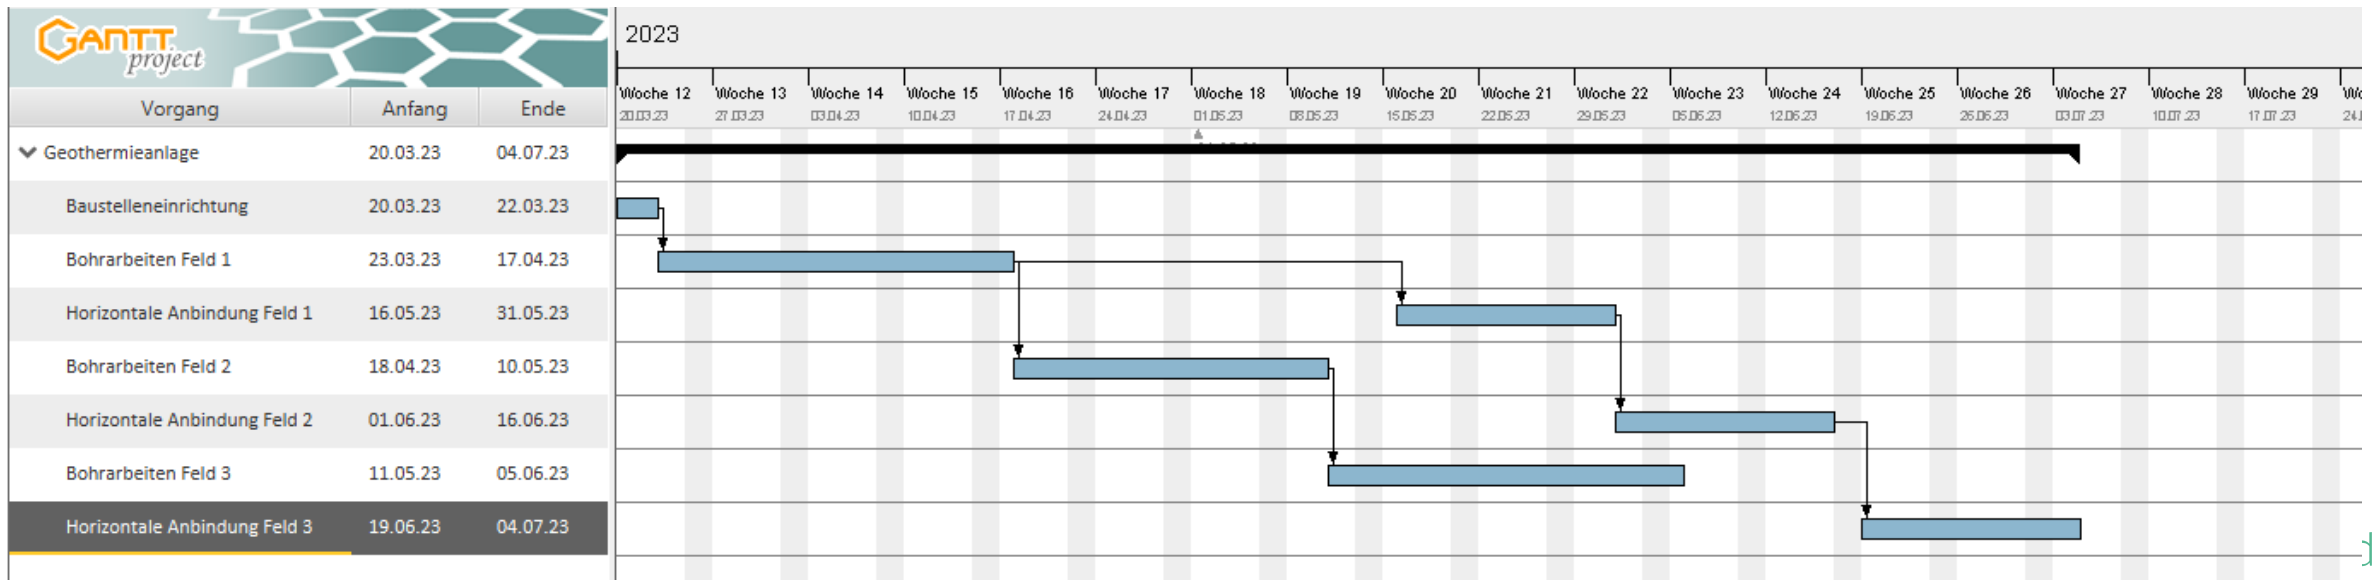 GANTT
project
2023
Woche 12 Woche 13 Woche 14 Woche 15 Woche 16 Woche 17 Woche 18 Woche 19 Woche 20 Woche 21 Woche 22 Woche 23 Woche 24 Woche 25 Woche 26 Woche 27 Woche 28 Woche 29
20.03.23 27.03.23 03.04.23 10.04.23 17.04.23 24.04.23 01.05.23 08.05.23 15.05.23 22.05.23 29.05.23 05.06.23 12.06.23 19.06.23 26.06.23 03.07.23 10.07.23 17.07.23
Vorgang Anfang Ende
Geothermieanlage 20.03.23 04.07.23
Baustelleneinrichtung 20.03.23 22.03.23
Bohrarbeiten Feld 1 23.03.23 17.04.23
Horizontale Anbindung Feld 1 16.05.23 31.05.23
Bohrarbeiten Feld 2 18.04.23 10.05.23
Horizontale Anbindung Feld 2 01.06.23 16.06.23
Bohrarbeiten Feld 3 11.05.23 05.06.23
Horizontale Anbindung Feld 3 19.06.23 04.07.23